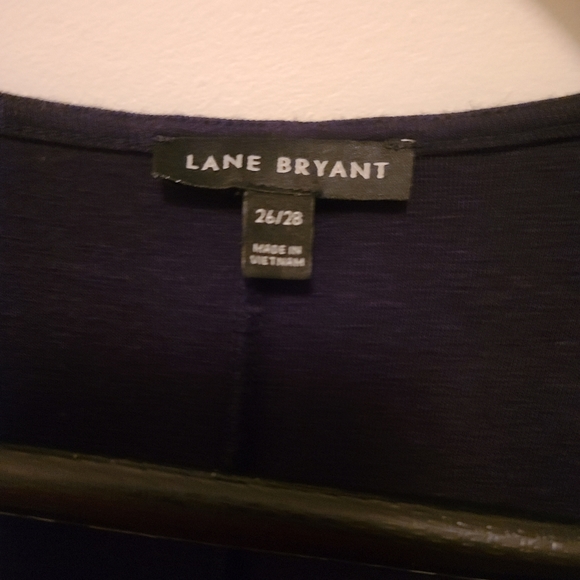 LANE BRYANT
26/28
MADE IN
VIETNAM